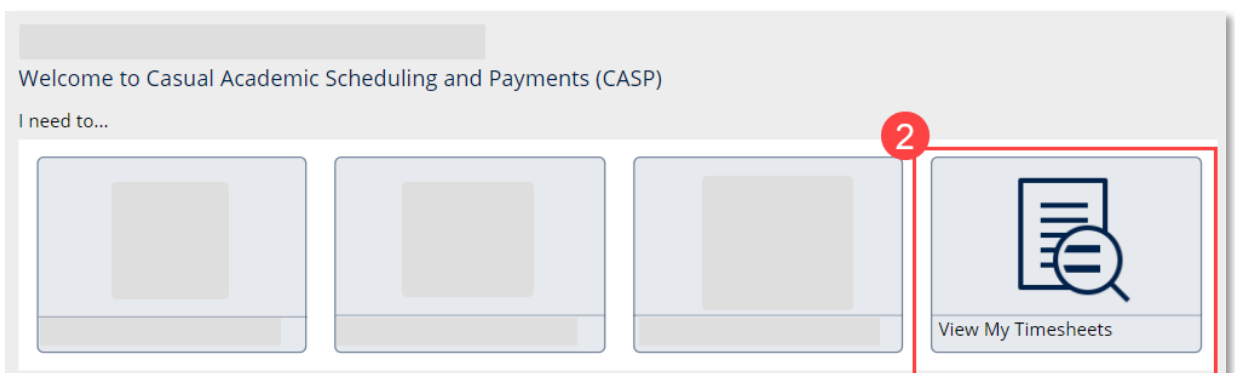 Welcome to Casual Academic Scheduling and Payments (CASP)
I need to...
2
View My Timesheets